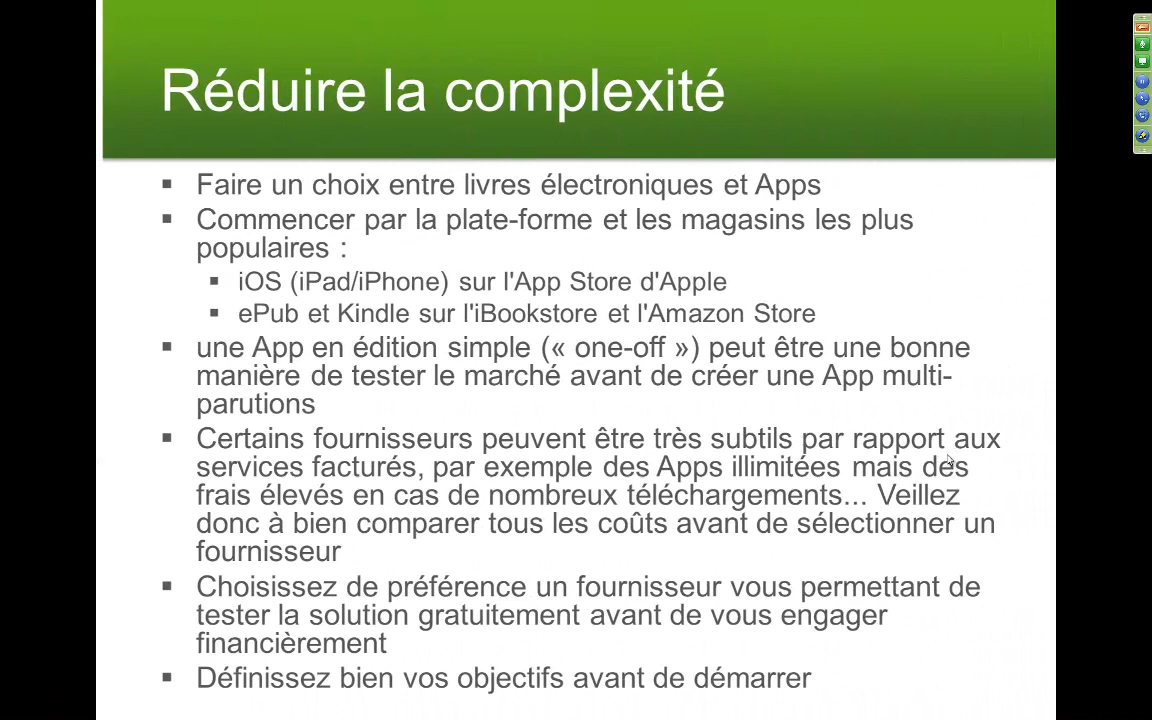 Réduire la complexité
▪ Faire un choix entre livres électroniques et Apps
▪ Commencer par la plate-forme et les magasins les plus
populaires :
▪ iOS (iPad/iPhone) sur l'App Store d'Apple
▪ ePub et Kindle sur l'iBookstore et l'Amazon Store
▪ une App en édition simple (« one-off ») peut être une bonne
manière de tester le marché avant de créer une App multi-
parutions
▪ Certains fournisseurs peuvent être très subtils par rapport aux
services facturés, par exemple des Apps illimitées mais des
frais élevés en cas de nombreux téléchargements... Veillez
donc à bien comparer tous les coûts avant de sélectionner un
fournisseur
▪ Choisissez de préférence un fournisseur vous permettant de
tester la solution gratuitement avant de vous engager
financièrement
▪ Définissez bien vos objectifs avant de démarrer